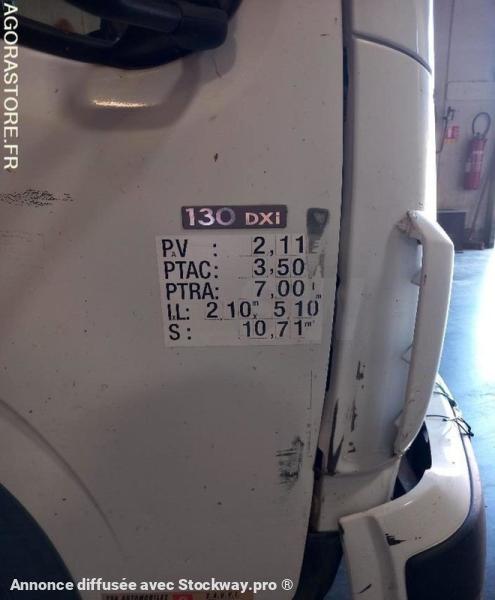 AGORASTORE.FR
130 DXi
P.V : 2,11
PTAC: 3,50
PTRA: 7,00
L.L: 2,10 m x 5,10
S : 10,71 m²
Annonce diffusée avec Stockway.pro ®